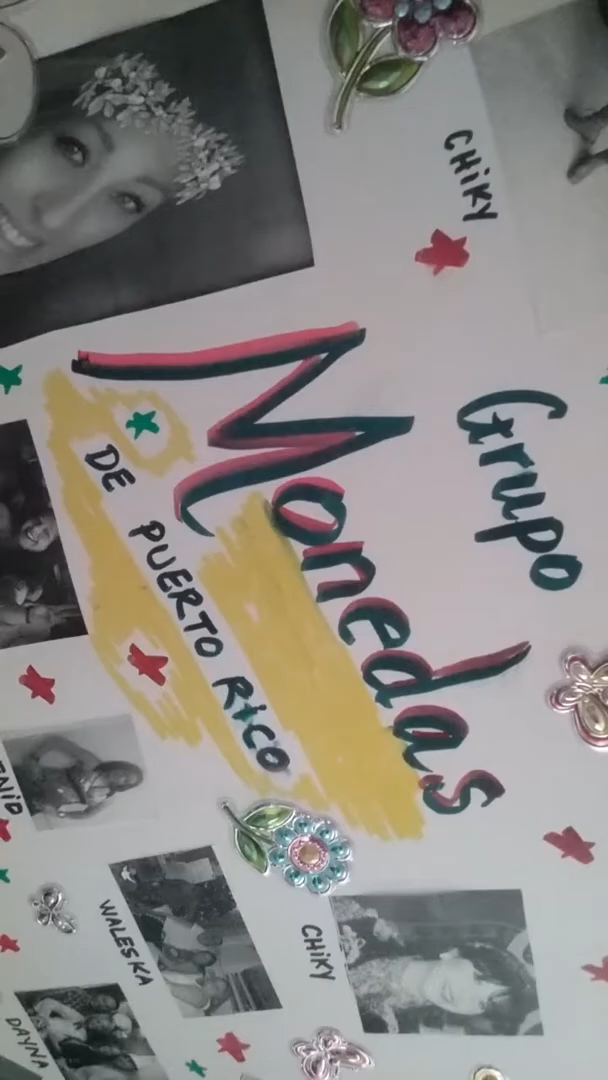 CHiKY
Grupo
Monedas
DE PUERTO RiCO
CHiKY
WALESKA
DAYNA